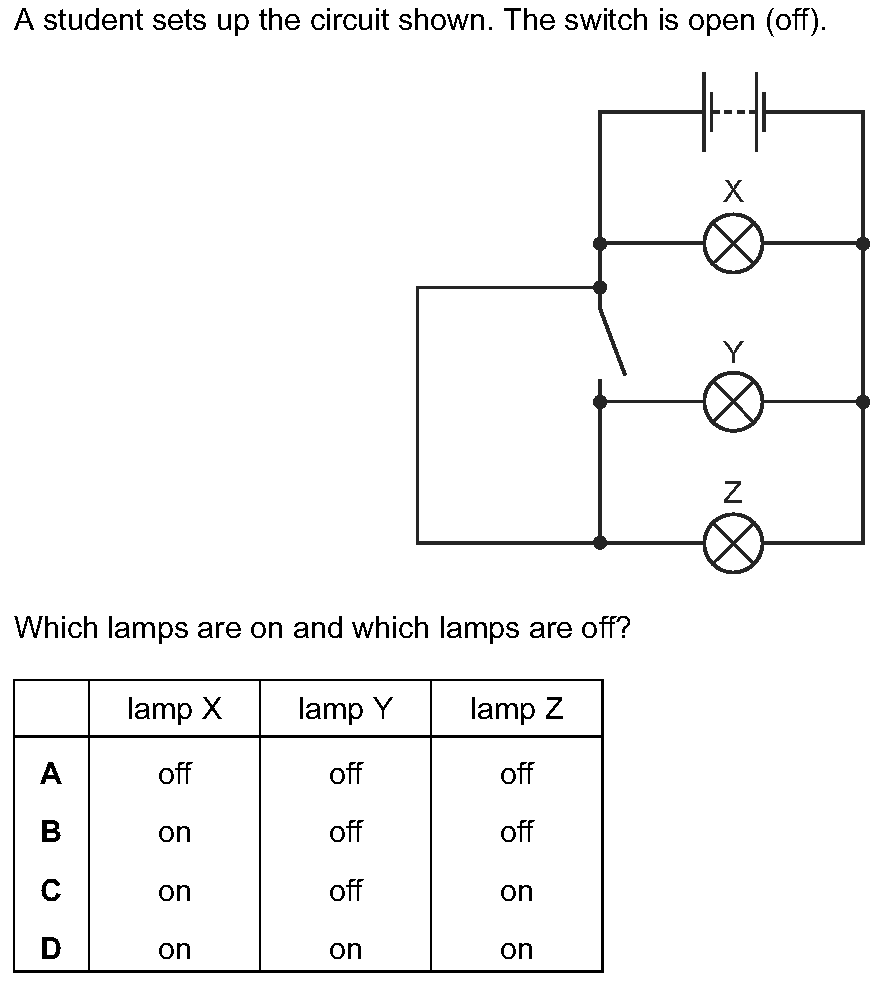 A student sets up the circuit shown. The switch is open (off).
X
Y
Z
Which lamps are on and which lamps are off?
lamp X lamp Y lamp Z
A off off off
B on off off
C on off on
D on on on